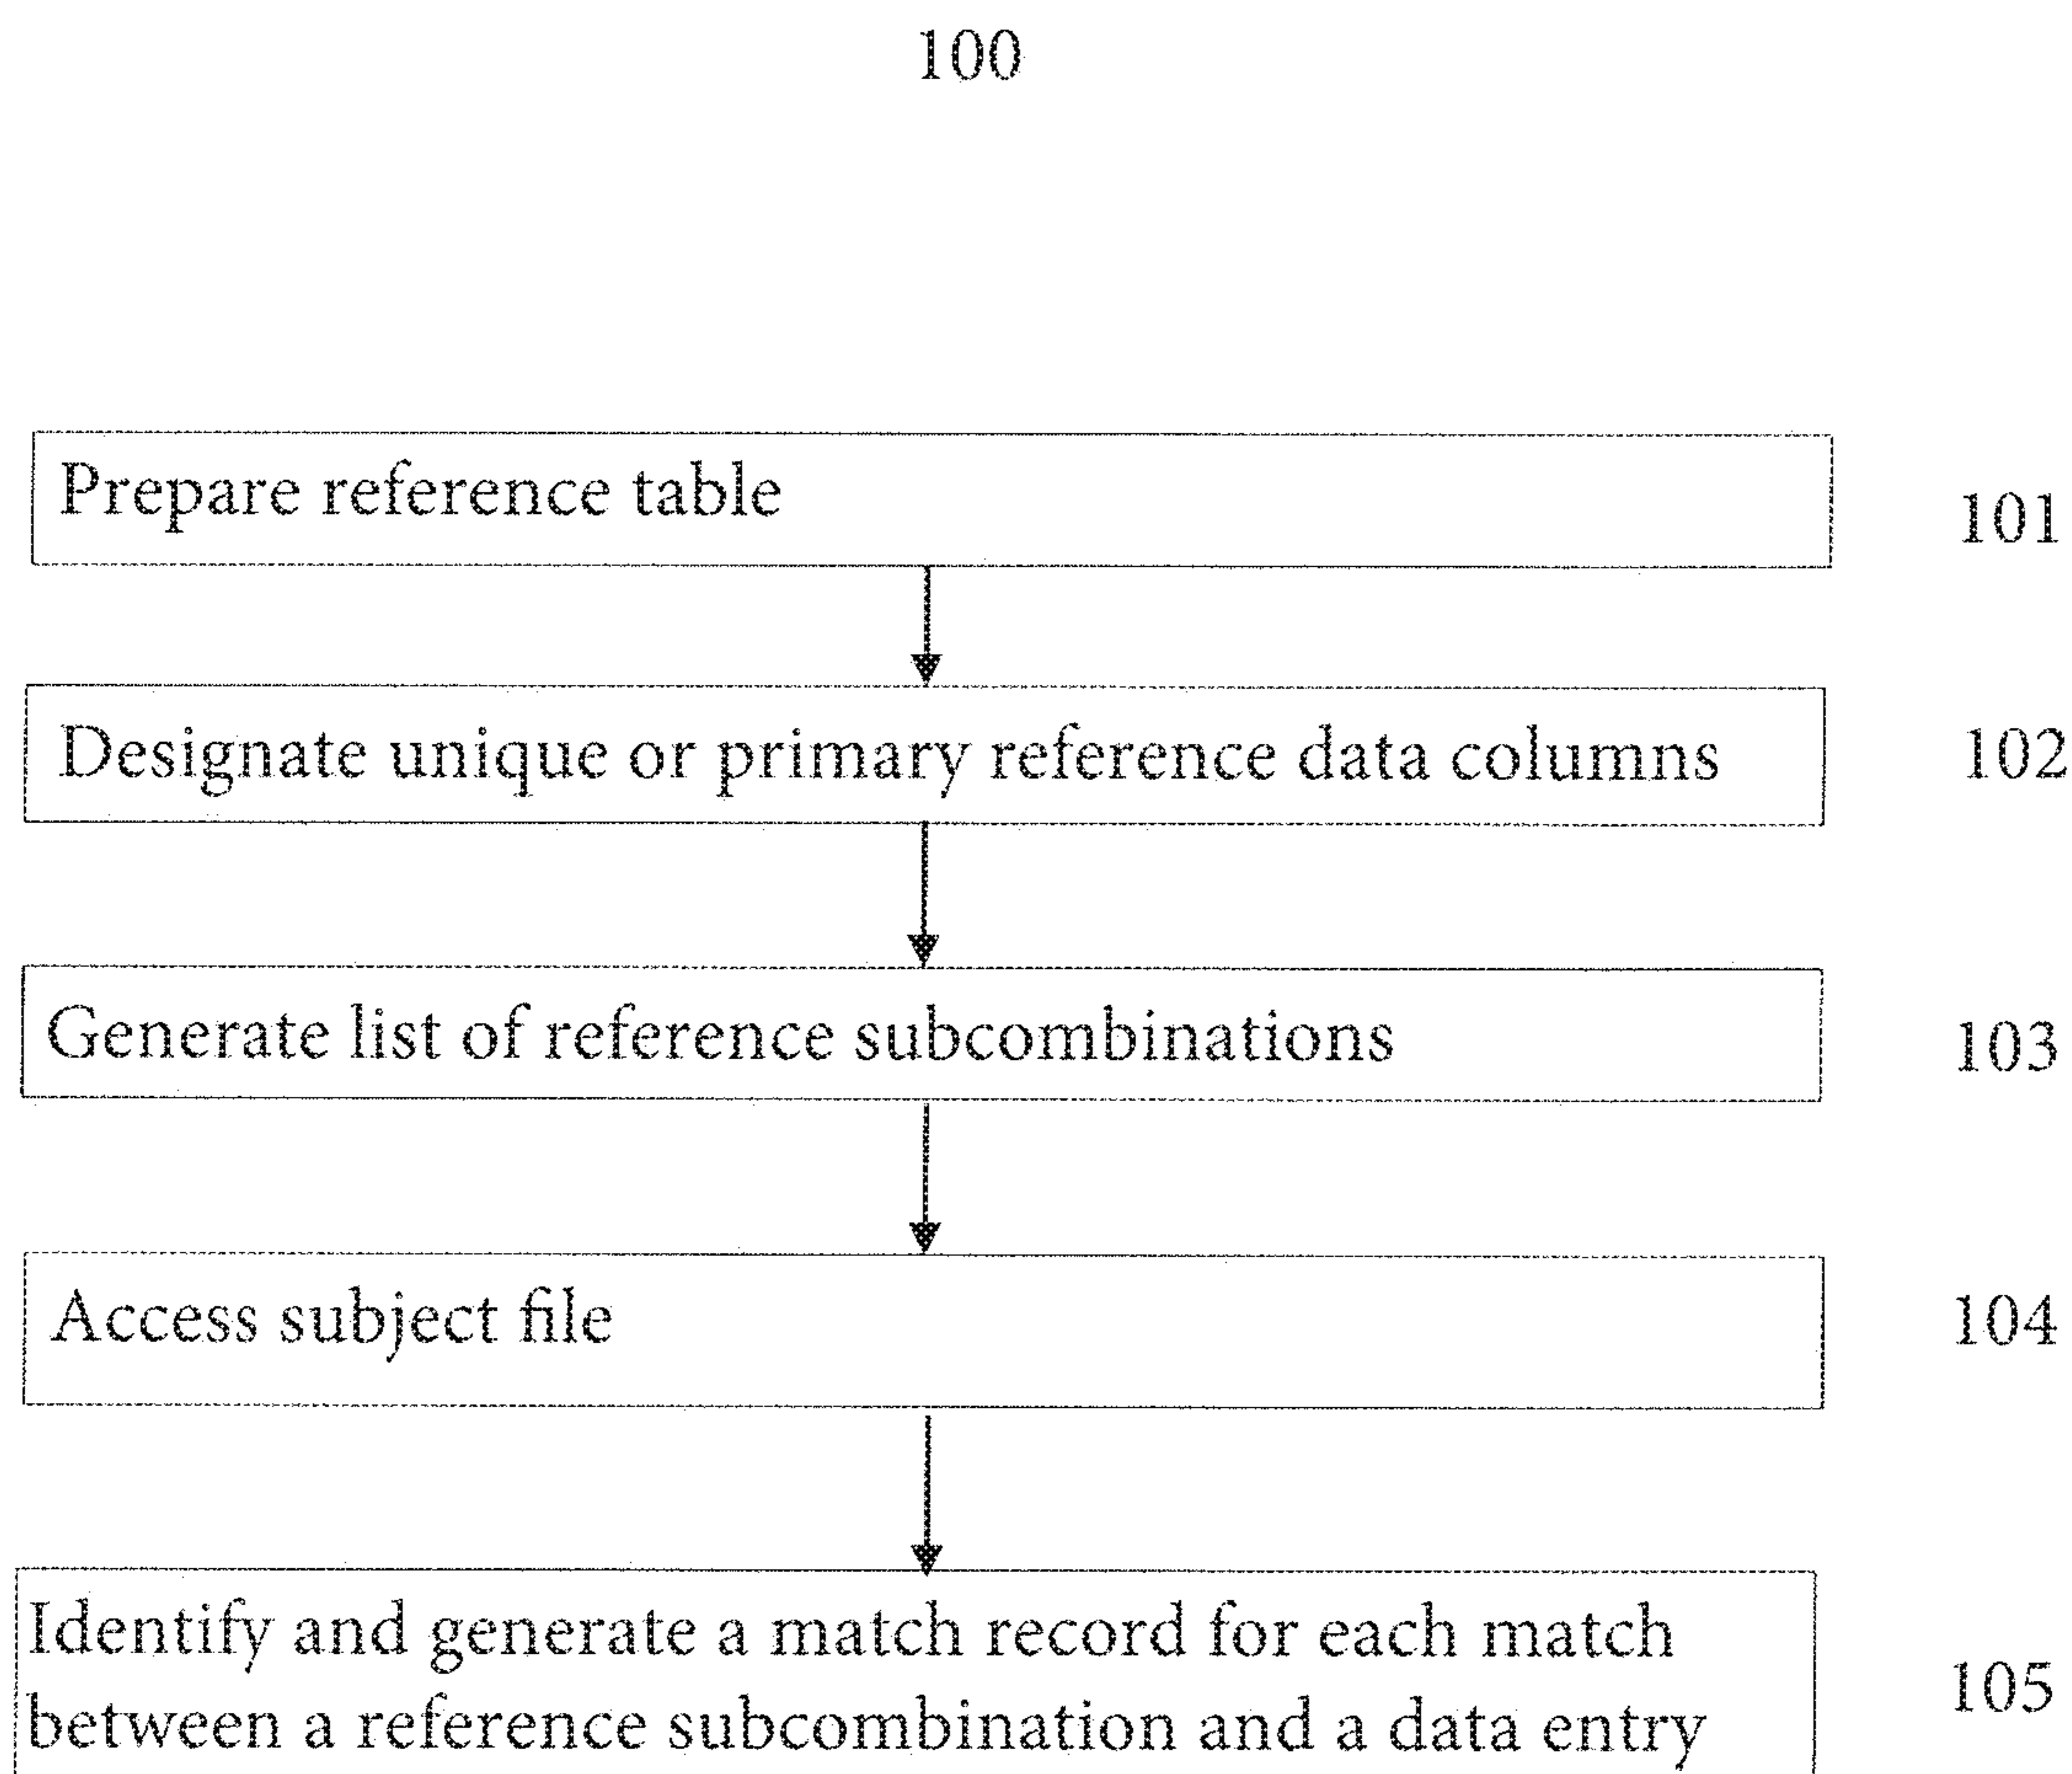 100
Prepare reference table
101
Designate unique or primary reference data columns
102
Generate list of reference subcombinations
103
Access subject file
104
Identify and generate a match record for each match
between a reference subcombination and a data entry
105